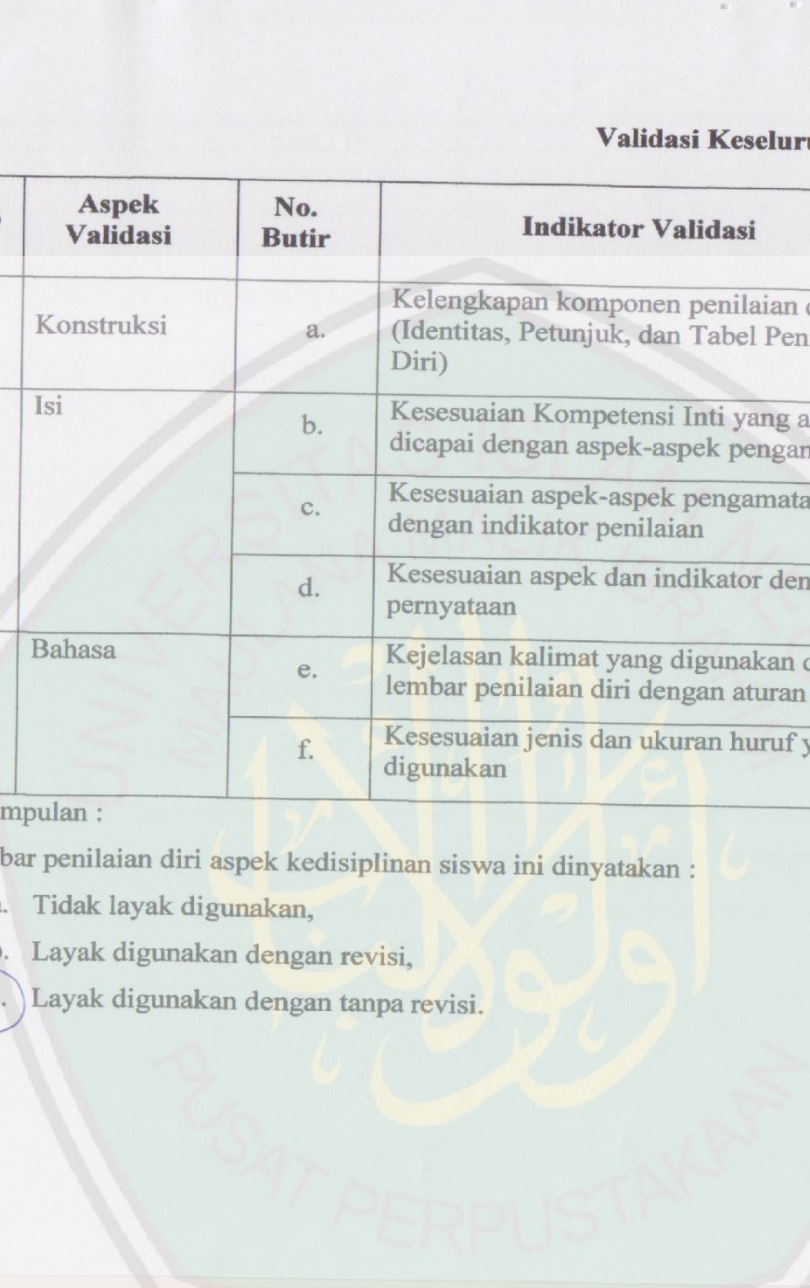 Validasi Keselur
Aspek
Validasi
No.
Butir
Indikator Validasi
Konstruksi
a.
Kelengkapan komponen penilaian
(Identitas, Petunjuk, dan Tabel Pen
Diri)
Isi
b.
Kesesuaian Kompetensi Inti yang a
dicapai dengan aspek-aspek pengam
c.
Kesesuaian aspek-aspek pengamata
dengan indikator penilaian
d.
Kesesuaian aspek dan indikator den
pernyataan
Bahasa
e.
Kejelasan kalimat yang digunakan
lembar penilaian diri dengan aturan
f.
Kesesuaian jenis dan ukuran huruf y
digunakan
mpulan :
bar penilaian diri aspek kedisiplinan siswa ini dinyatakan :
Tidak layak digunakan,
Layak digunakan dengan revisi,
Layak digunakan dengan tanpa revisi.
PUSAT PERPUSTAKAAN